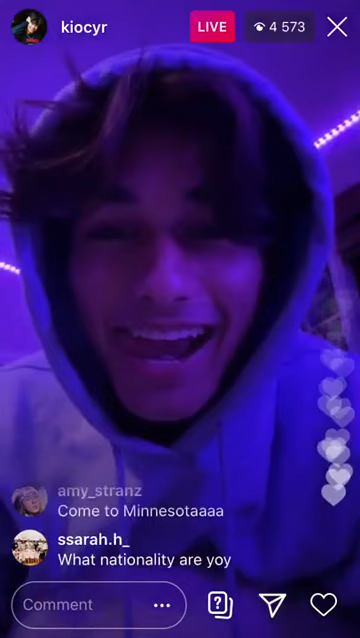 kiocyr
LIVE
4 573
amy_stranz
Come to Minnesotaaaa
ssarah.h_
What nationality are yoy
Comment